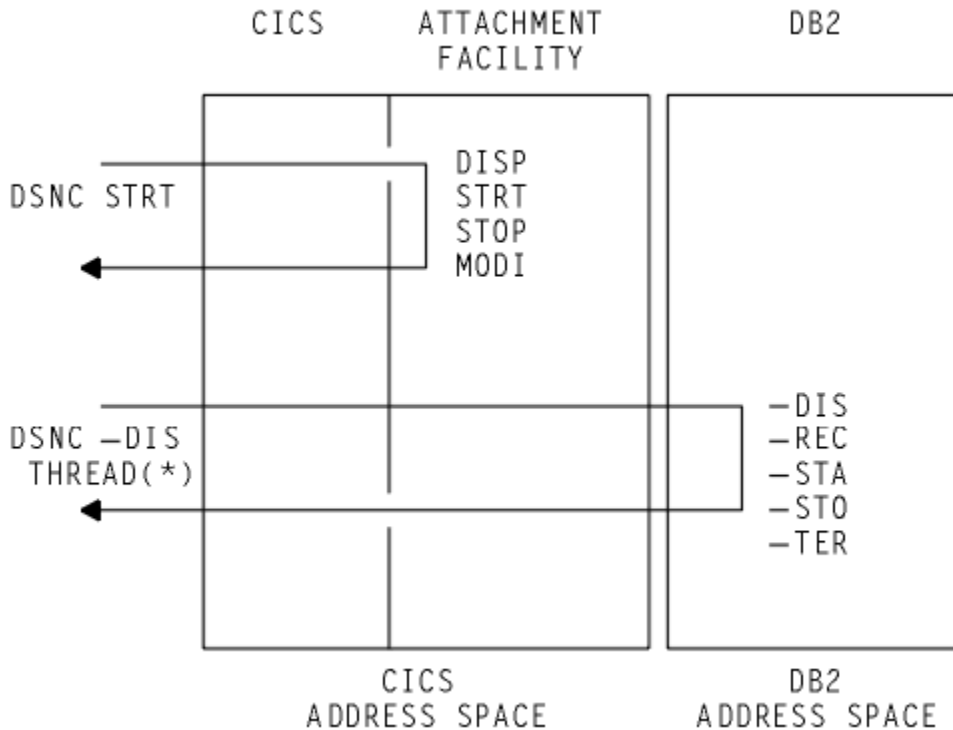 CICS ATTACHMENT FACILITY DB2
DISP
DSNC STRT STRT
STOP
MODI
—DIS
DSNC —DIS —REC
THREAD(*) —STA
—STO
—TER
CICS DB2
ADDRESS SPACE ADDRESS SPACE